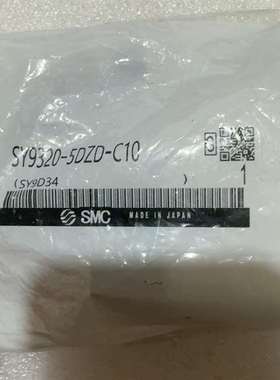 SY9320-5DZD-C10
(SY9D34 ) 1
SMC MADE IN JAPAN